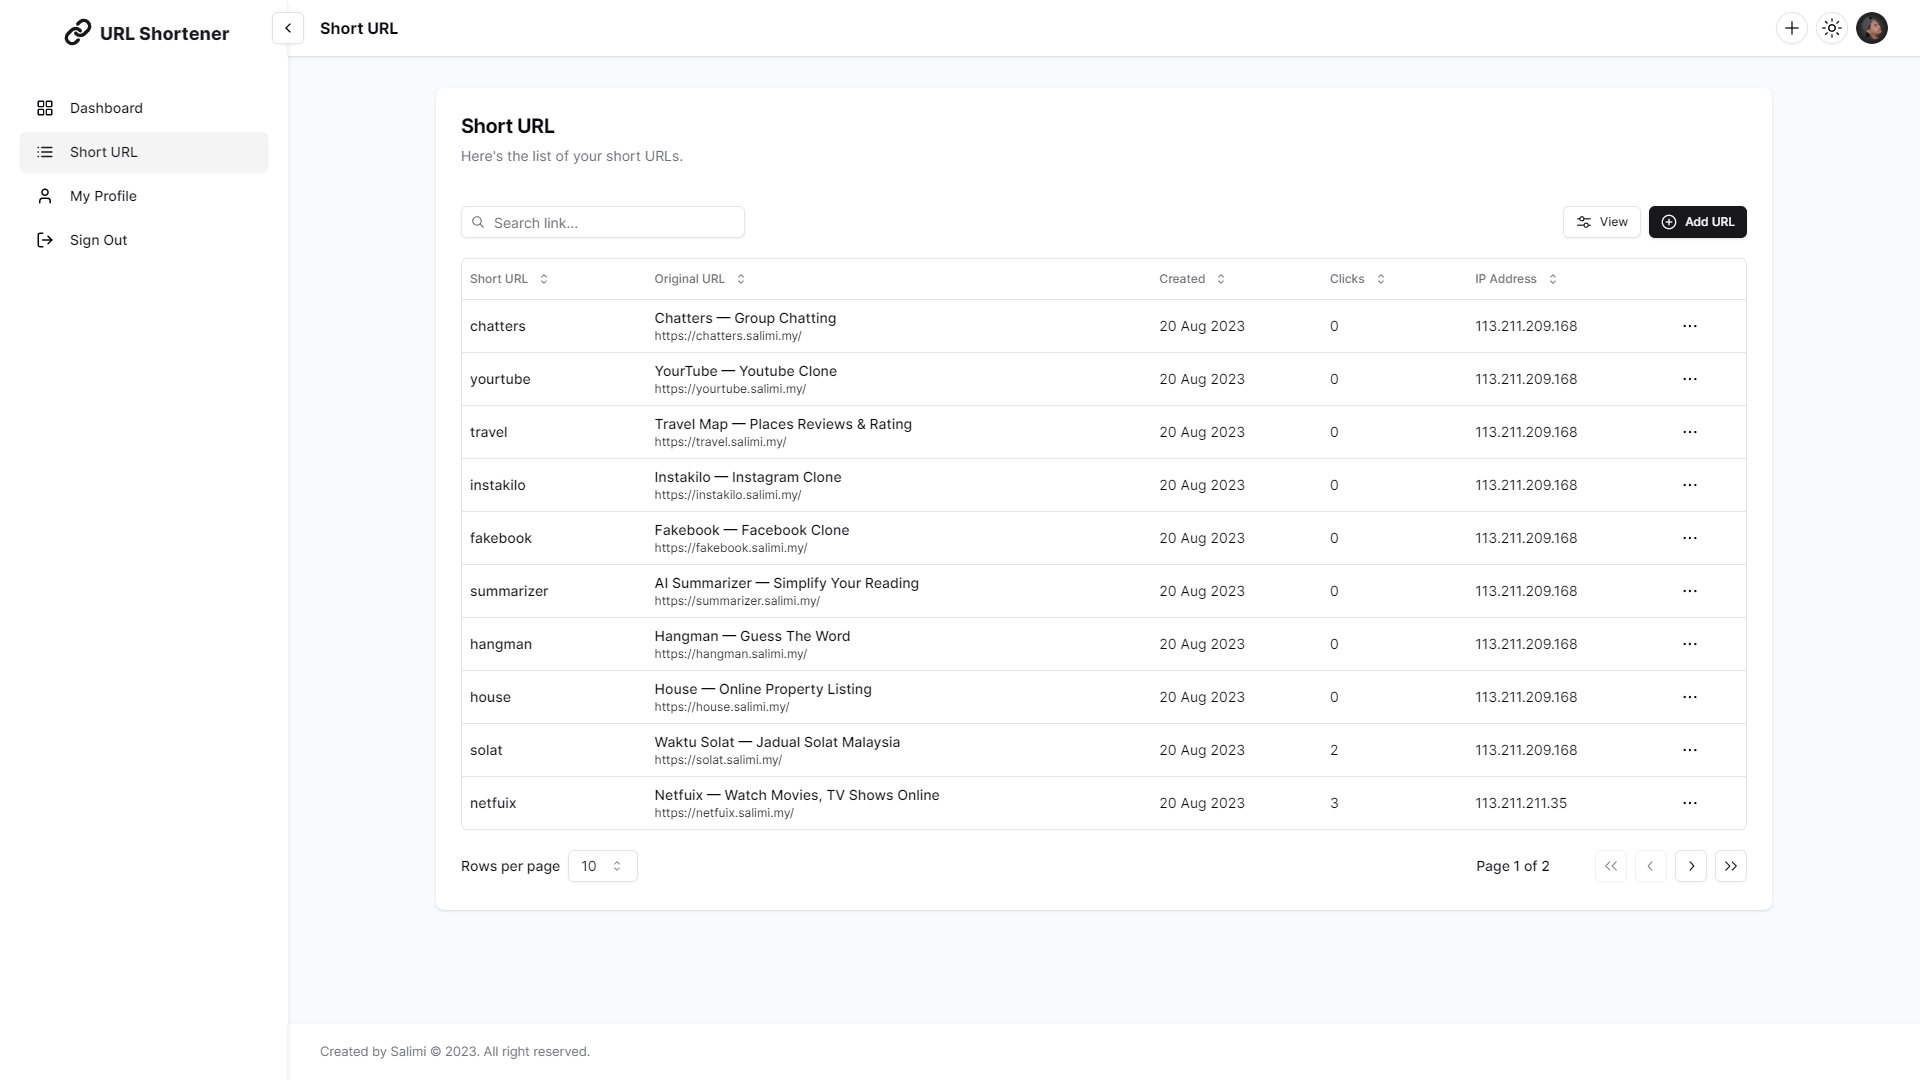 URL Shortener
Short URL
Dashboard
Short URL
My Profile
Sign Out
Short URL
Here's the list of your short URLs.
Search link...
View
Add URL
Short URL Original URL Created Clicks IP Address
chatters Chatters — Group Chatting 20 Aug 2023 0 113.211.209.168
https://chatters.salimi.my/
yourtube YourTube — Youtube Clone 20 Aug 2023 0 113.211.209.168
https://yourtube.salimi.my/
travel Travel Map — Places Reviews & Rating 20 Aug 2023 0 113.211.209.168
https://travel.salimi.my/
instakilo Instakilo — Instagram Clone 20 Aug 2023 0 113.211.209.168
https://instakilo.salimi.my/
fakebook Fakebook — Facebook Clone 20 Aug 2023 0 113.211.209.168
https://fakebook.salimi.my/
summarizer AI Summarizer — Simplify Your Reading 20 Aug 2023 0 113.211.209.168
https://summarizer.salimi.my/
hangman Hangman — Guess The Word 20 Aug 2023 0 113.211.209.168
https://hangman.salimi.my/
house House — Online Property Listing 20 Aug 2023 0 113.211.209.168
https://house.salimi.my/
solat Waktu Solat — Jadual Solat Malaysia 20 Aug 2023 2 113.211.209.168
https://solat.salimi.my/
netfuix Netfuix — Watch Movies, TV Shows Online 20 Aug 2023 3 113.211.211.35
https://netfuix.salimi.my/
Rows per page 10 Page 1 of 2
Created by Salimi © 2023. All right reserved.